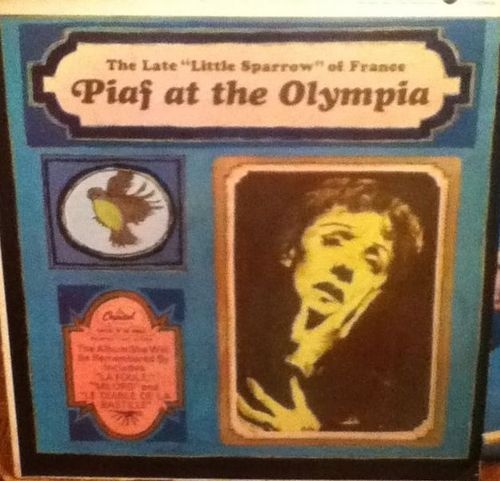 The Late "Little Sparrow" of France
Piaf at the Olympia
Capitol
The Album She Will
Be Remembered By
Includes
"LA FOULE"
"MILORD" and
"LE DIABLE DE LA
BASTILLE"